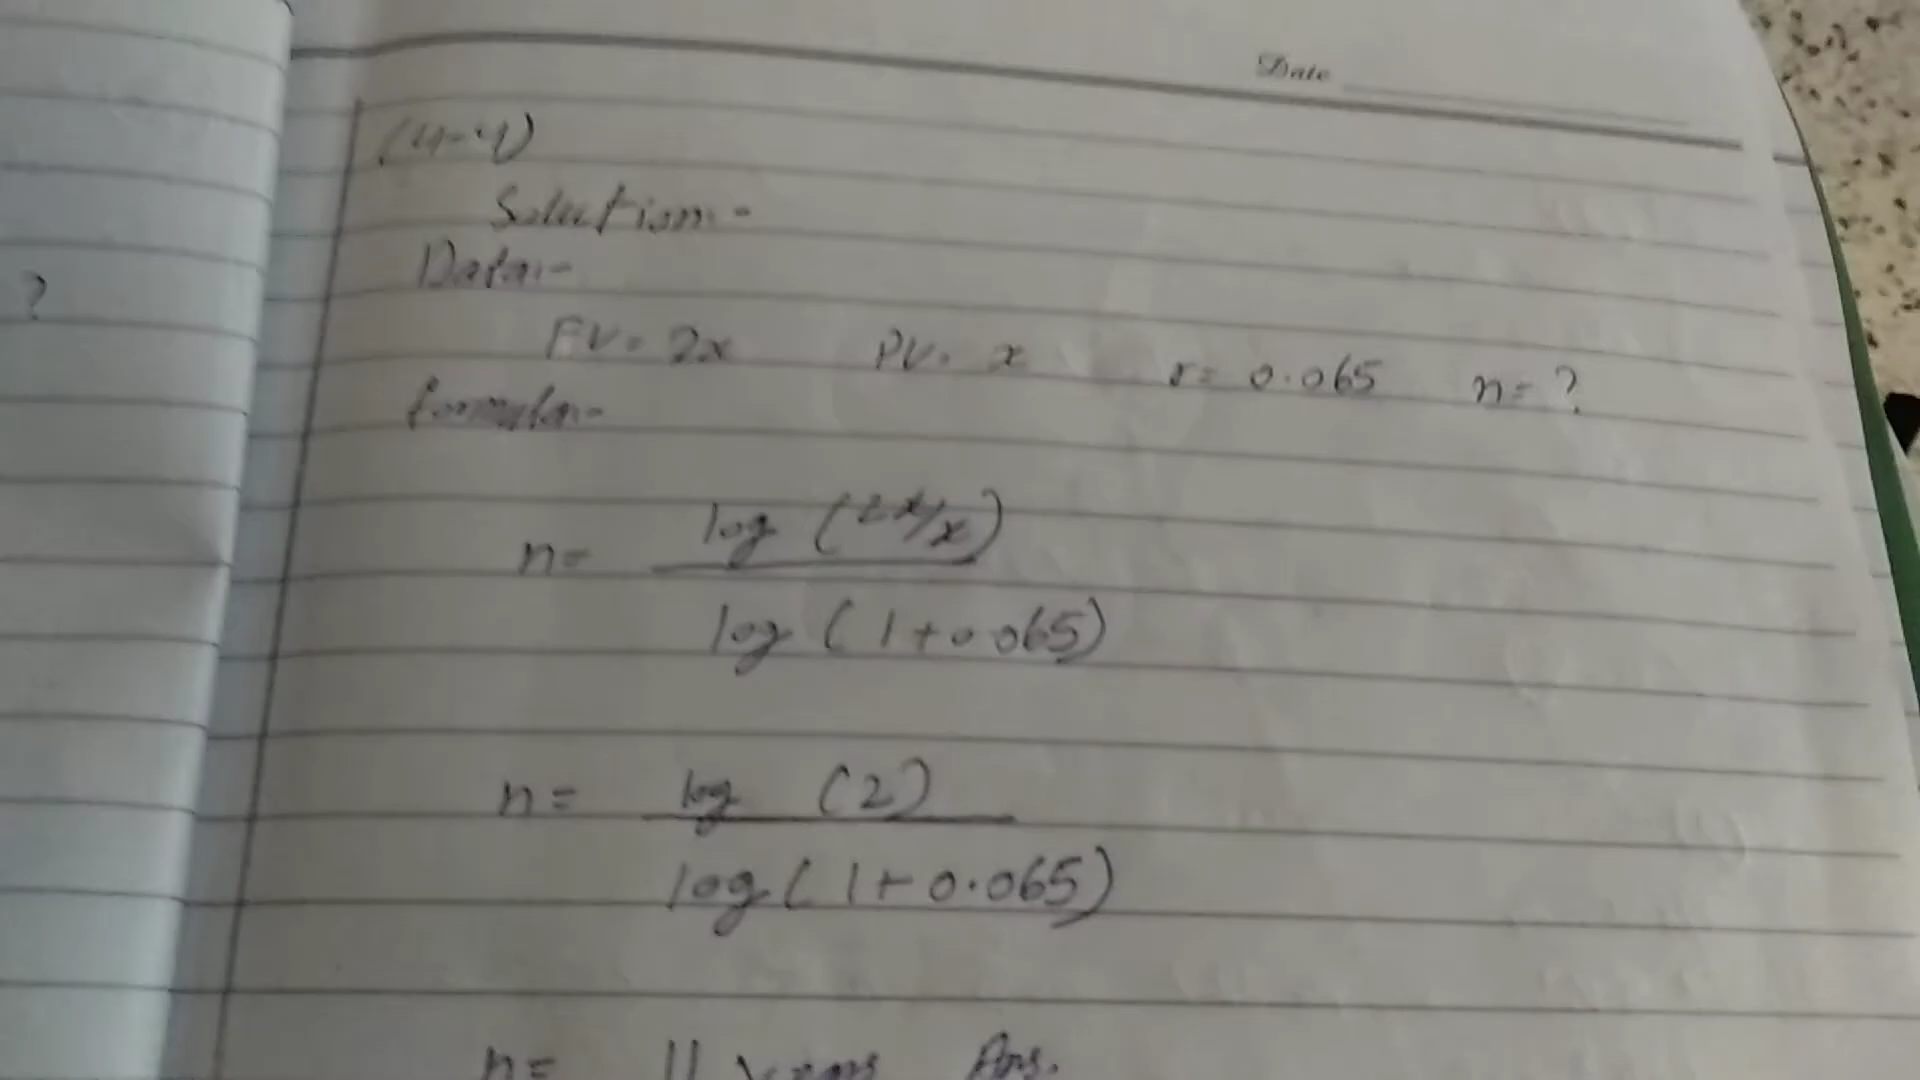 Date
?
(4-4)
Solution:-
Data:-
FV= 2x PV= x r= 0.065 n= ?
formula:-
n= log (2x/x)
log (1+0.065)
n= log (2)
log (1+0.065)
n= 11 years Ans.